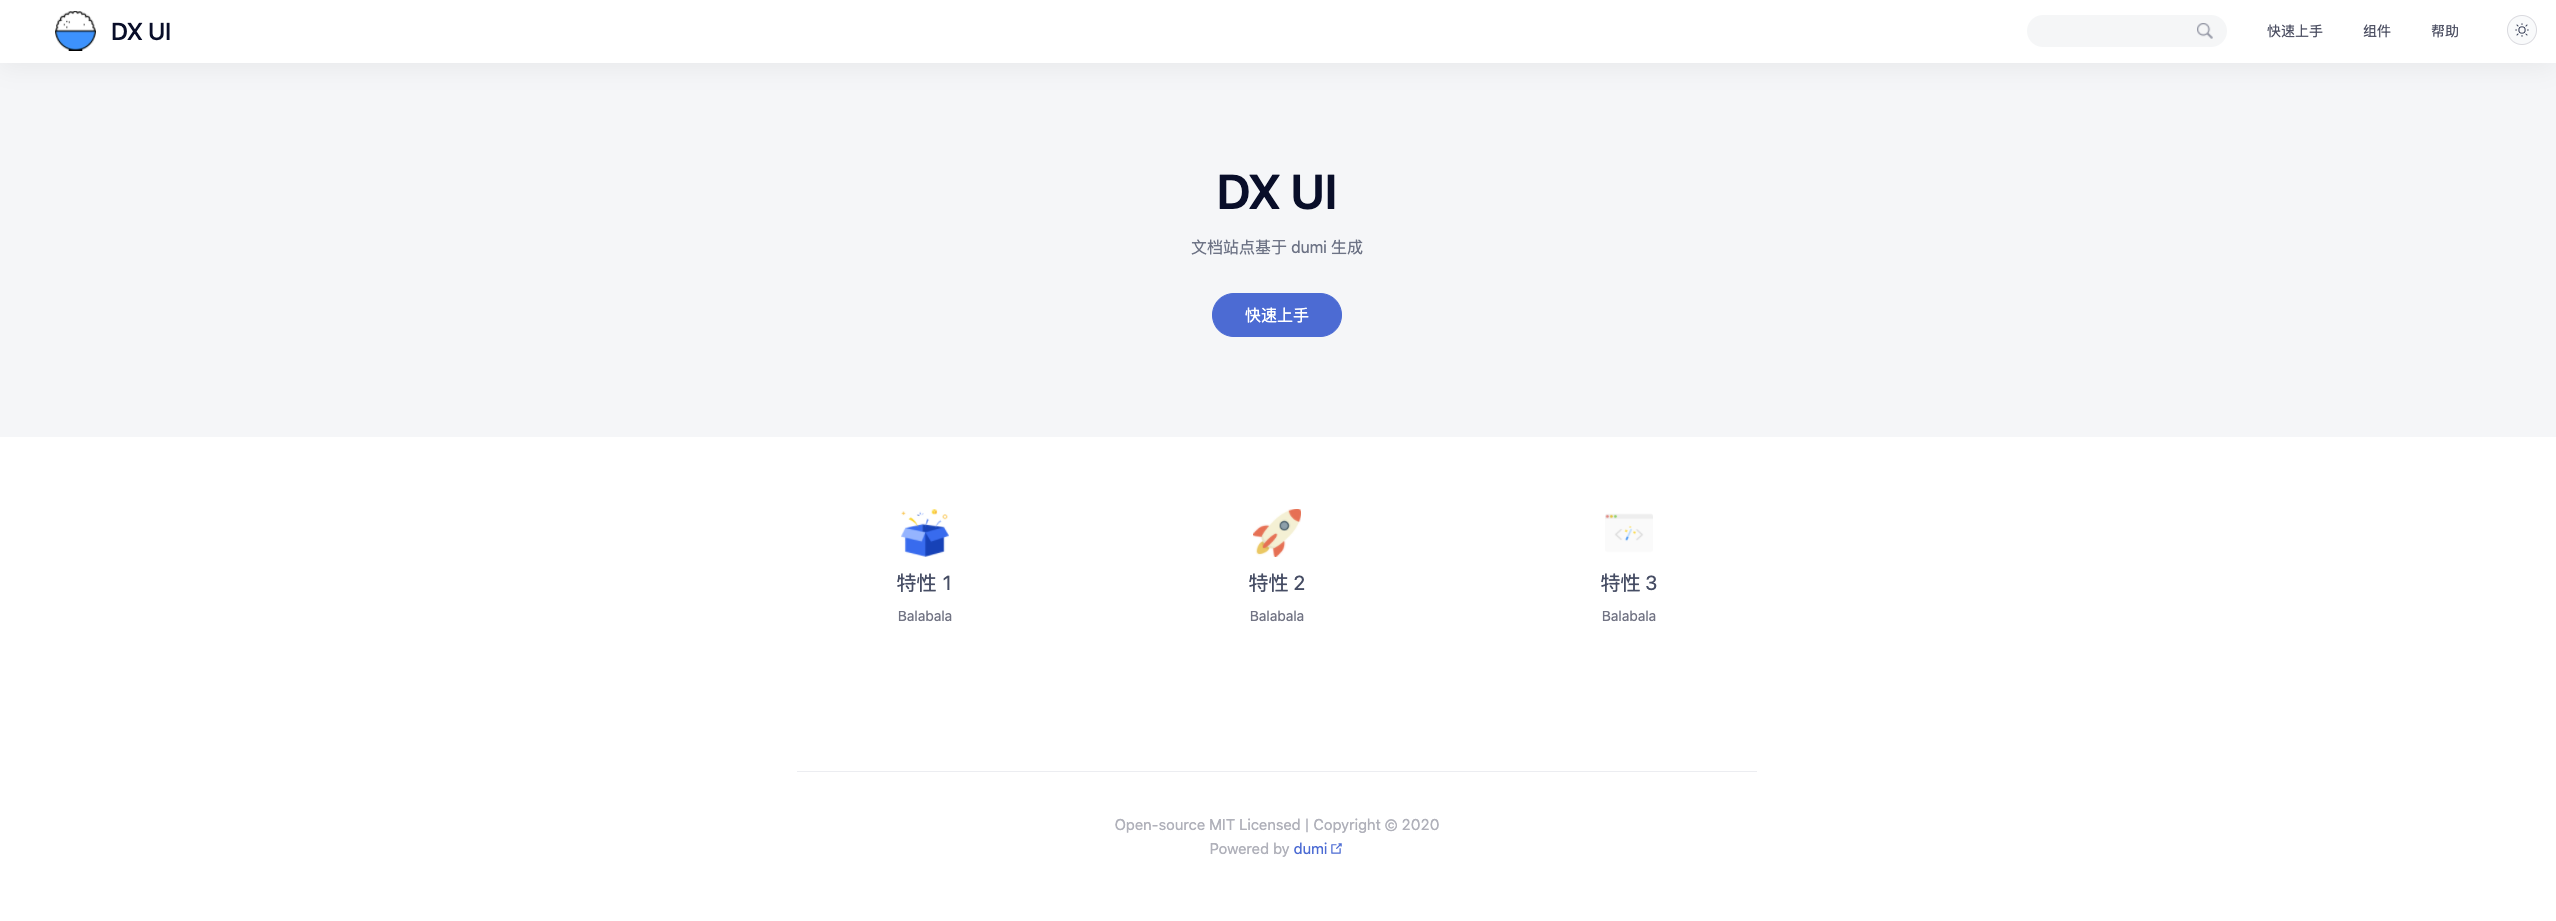 DX UI
快速上手
组件
帮助
DX UI
文档站点基于 dumi 生成
快速上手
特性 1
Balabala
特性 2
Balabala
特性 3
Balabala
Open-source MIT Licensed | Copyright © 2020
Powered by dumi